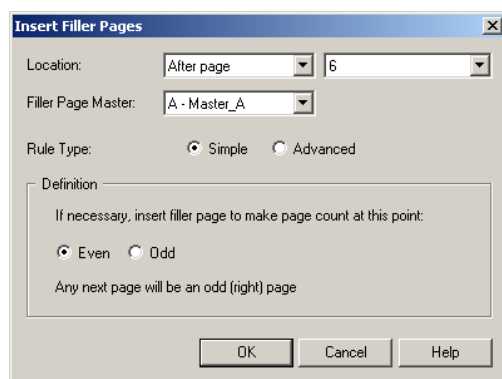 Insert Filler Pages
Location: After page 6
Filler Page Master: A - Master_A
Rule Type: Simple Advanced
Definition
If necessary, insert filler page to make page count at this point:
Even Odd
Any next page will be an odd (right) page
OK Cancel Help